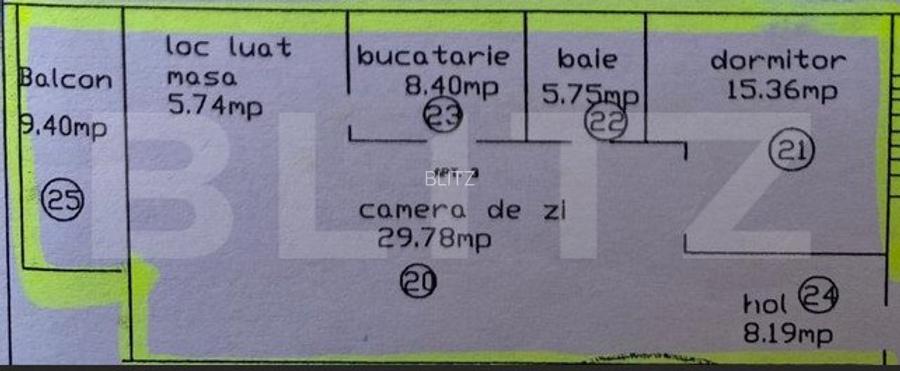 Balcon
9.40mp
25
loc luat
masa
5.74mp
bucatarie
8.40mp
23
baie
5.75mp
22
dormitor
15.36mp
21
BLITZ
BLITZ
camera de zi
29.78mp
20
hol 24
8.19mp